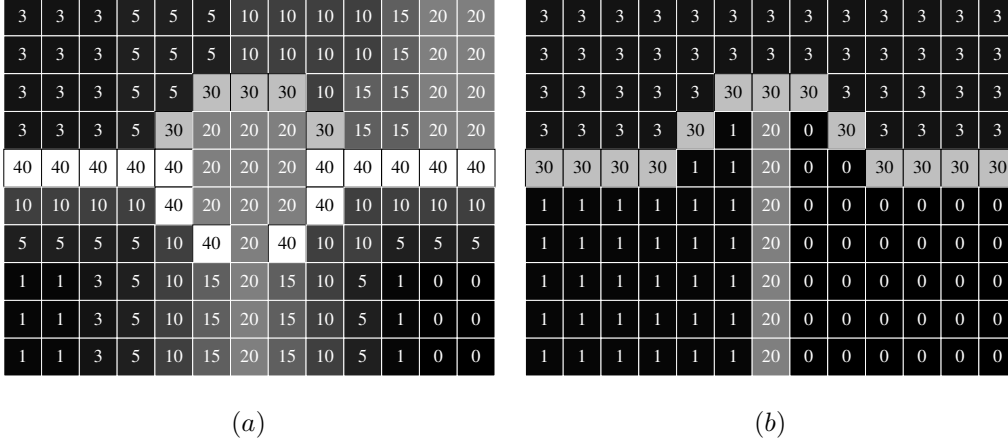 3 3 3 5 5 5 10 10 10 10 15 20 20 3 3 3 3 3 3 3 3 3 3 3 3 3
3 3 3 5 5 5 10 10 10 10 15 20 20 3 3 3 3 3 3 3 3 3 3 3 3 3
3 3 3 5 5 30 30 30 10 15 15 20 20 3 3 3 3 3 30 30 30 3 3 3 3 3
3 3 3 5 30 20 20 20 30 15 15 20 20 3 3 3 3 30 1 20 0 30 3 3 3 3
40 40 40 40 40 20 20 20 40 40 40 40 40 30 30 30 30 1 1 20 0 0 30 30 30 30
10 10 10 10 40 20 20 20 40 10 10 10 10 1 1 1 1 1 1 20 0 0 0 0 0 0
5 5 5 5 10 40 20 40 10 10 5 5 5 1 1 1 1 1 1 20 0 0 0 0 0 0
1 1 3 5 10 15 20 15 10 5 1 0 0 1 1 1 1 1 1 20 0 0 0 0 0 0
1 1 3 5 10 15 20 15 10 5 1 0 0 1 1 1 1 1 1 20 0 0 0 0 0 0
1 1 3 5 10 15 20 15 10 5 1 0 0 1 1 1 1 1 1 20 0 0 0 0 0 0
(a) (b)